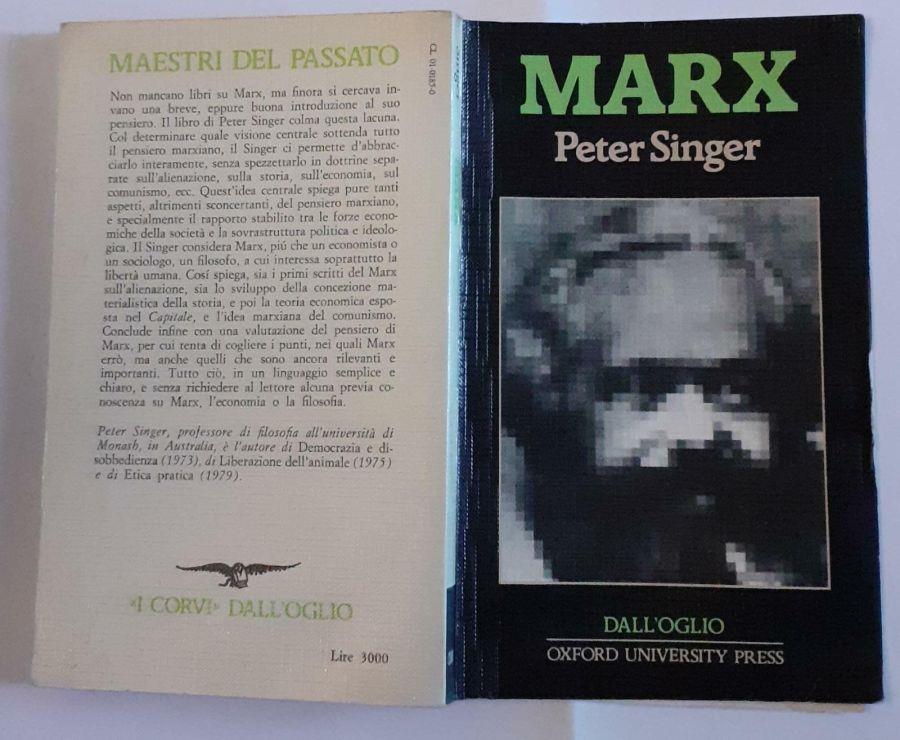 MAESTRI DEL PASSATO
Non mancano libri su Marx, ma finora si cercava in-
vano una breve, eppure buona introduzione al suo
pensiero. Il libro di Peter Singer colma questa lacuna.
Col determinare quale visione centrale sottenda tutto
il pensiero marxiano, il Singer ci permette d'abbrac-
ciarlo interamente, senza spezzettarlo in dottrine sepa-
rate sull'alienazione, sulla storia, sull'economia, sul
comunismo, ecc. Quest'idea centrale spiega pure tanti
aspetti, altrimenti sconcertanti, del pensiero marxiano,
e specialmente il rapporto stabilito tra le forze econo-
miche della società e la sovrastruttura politica e ideolo-
gica. Il Singer considera Marx, piú che un economista o
un sociologo, un filosofo, a cui interessa soprattutto la
libertà umana. Cosí spiega, sia i primi scritti del Marx
sull'alienazione, sia lo sviluppo della concezione ma-
terialistica della storia, e poi la teoria economica espo-
sta nel Capitale, e l'idea marxiana del comunismo.
Conclude infine con una valutazione del pensiero di
Marx, per cui tenta di cogliere i punti, nei quali Marx
errò, ma anche quelli che sono ancora rilevanti e
importanti. Tutto ciò, in un linguaggio semplice e
chiaro, e senza richiedere al lettore alcuna previa co-
noscenza su Marx, l'economia o la filosofia.
Peter Singer, professore di filosofia all'università di
Monash, in Australia, è l'autore di Democrazia e di-
sobbedienza (1973), di Liberazione dell'animale (1975)
e di Etica pratica (1979).
«I CORVI» DALL'OGLIO
Lire 3000
CL 01-0185-0
MARX
Peter Singer
DALL'OGLIO
OXFORD UNIVERSITY PRESS